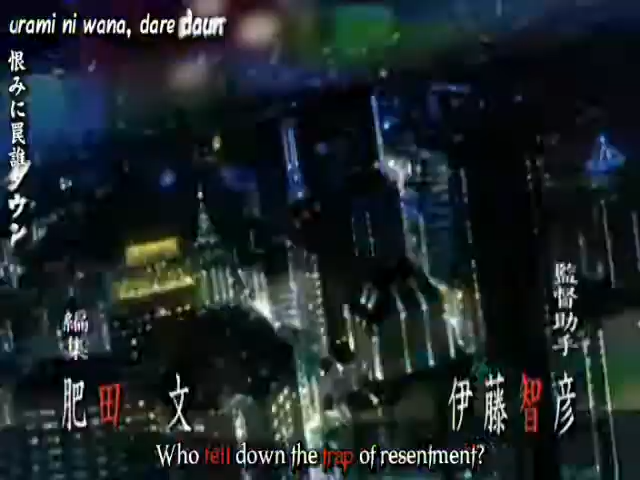 urami ni wana, dare daun
恨みに罠誰ダウン
編集
肥田 文
監督助手
伊藤智彦
Who fell down the trap of resentment?